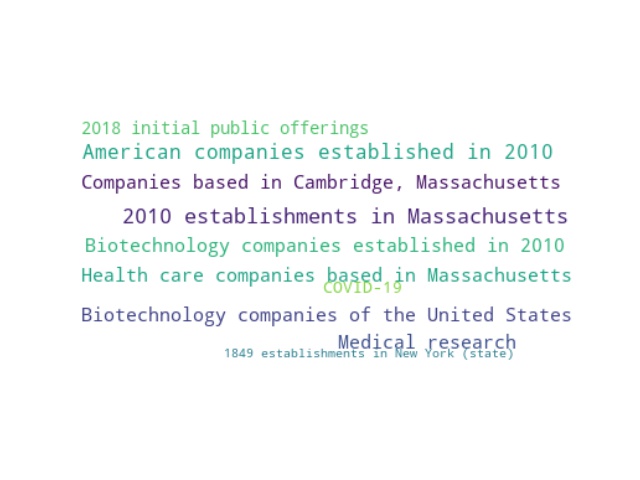 2018 initial public offerings
American companies established in 2010
Companies based in Cambridge, Massachusetts
2010 establishments in Massachusetts
Biotechnology companies established in 2010
Health care companies based in Massachusetts
COVID-19
Biotechnology companies of the United States
Medical research
1849 establishments in New York (state)